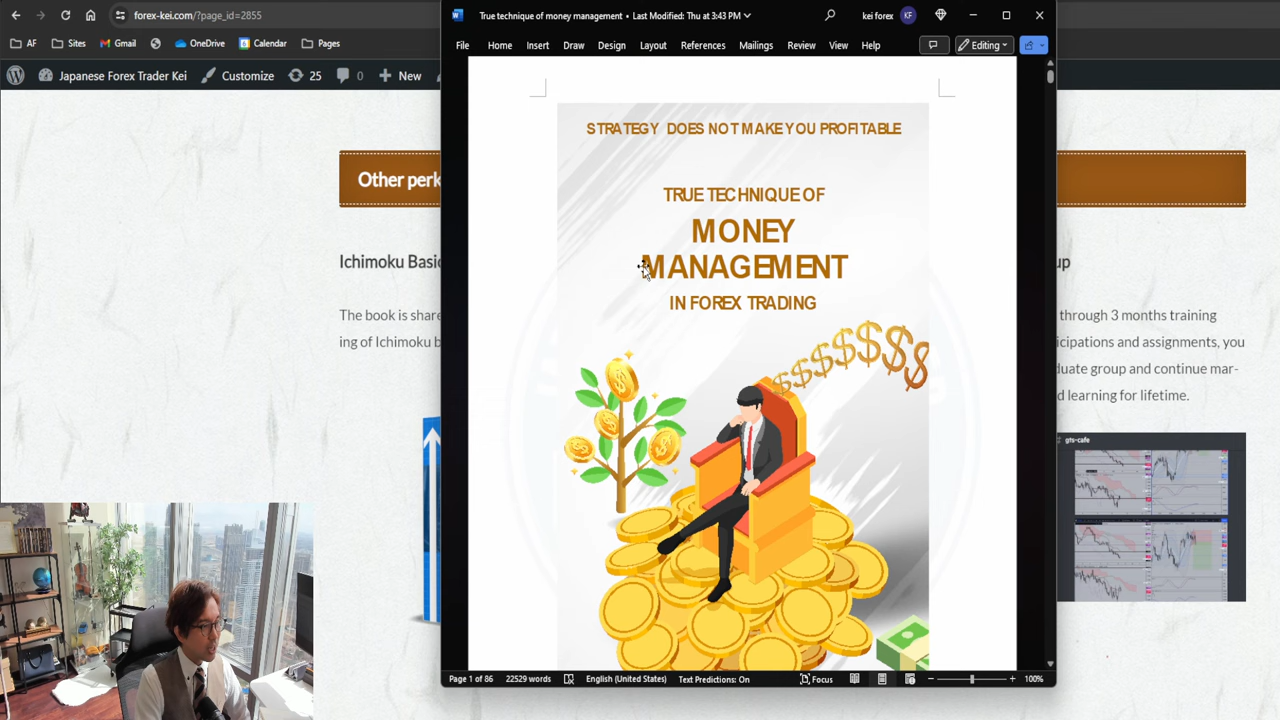 forex-kei.com/?page_id=2855
AF
Sites
Gmail
OneDrive
Calendar
Pages
Japanese Forex Trader Kei
Customize
25
0
New
Other perk
Ichimoku Basic
The book is share
ing of Ichimoku b
True technique of money management • Last Modified: Thu at 3:43 PM
kei forex
KF
File
Home
Insert
Draw
Design
Layout
References
Mailings
Review
View
Help
Editing
STRATEGY DOES NOT MAKE YOU PROFITABLE
TRUE TECHNIQUE OF
MONEY
MANAGEMENT
IN FOREX TRADING
Page 1 of 86
22529 words
English (United States)
Text Predictions: On
Focus
100%
up
through 3 months training
icipations and assignments, you
duate group and continue mar-
d learning for lifetime.
gts-cafe